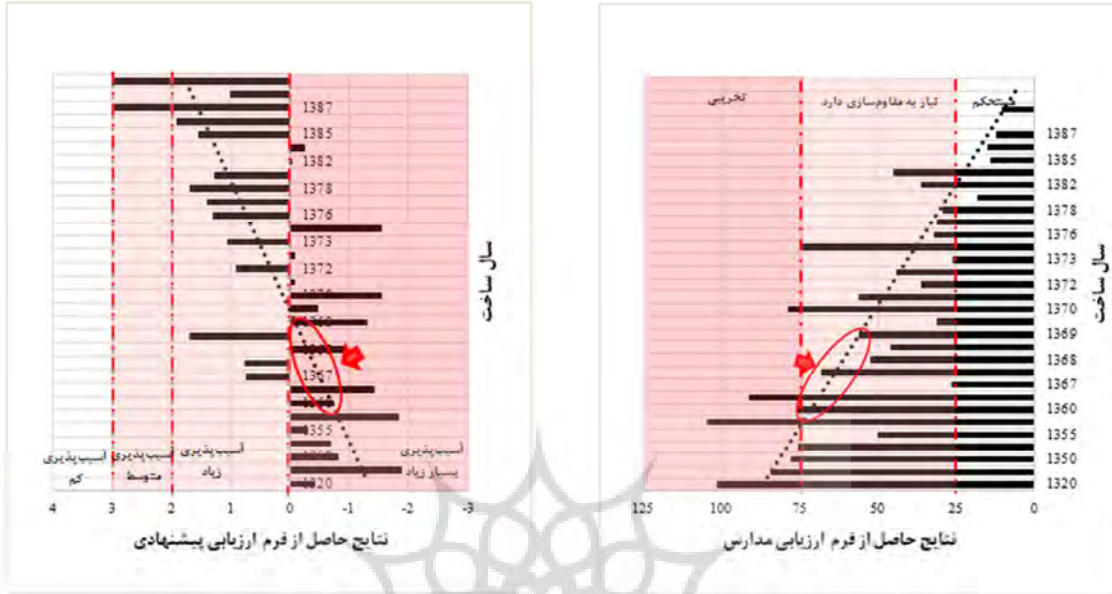 مستحکم
نیاز به مقاوم‌سازی دارد
تخریبی
1387
1385
1382
1378
1376
1373
1372
1370
1369
1368
1367
1360
1355
1350
1320
سال ساخت
125 100 75 50 25 0
نتایج حاصل از فرم ارزیابی مدارس
1387
1385
1382
1378
1376
1373
1372
1367
1355
1320
سال ساخت
آسیب‌پذیری
بسیار زیاد
آسیب‌پذیری
زیاد
آسیب‌پذیری
متوسط
آسیب‌پذیری
کم
4 3 2 1 0 -1 -2 -3
نتایج حاصل از فرم ارزیابی پیشنهادی